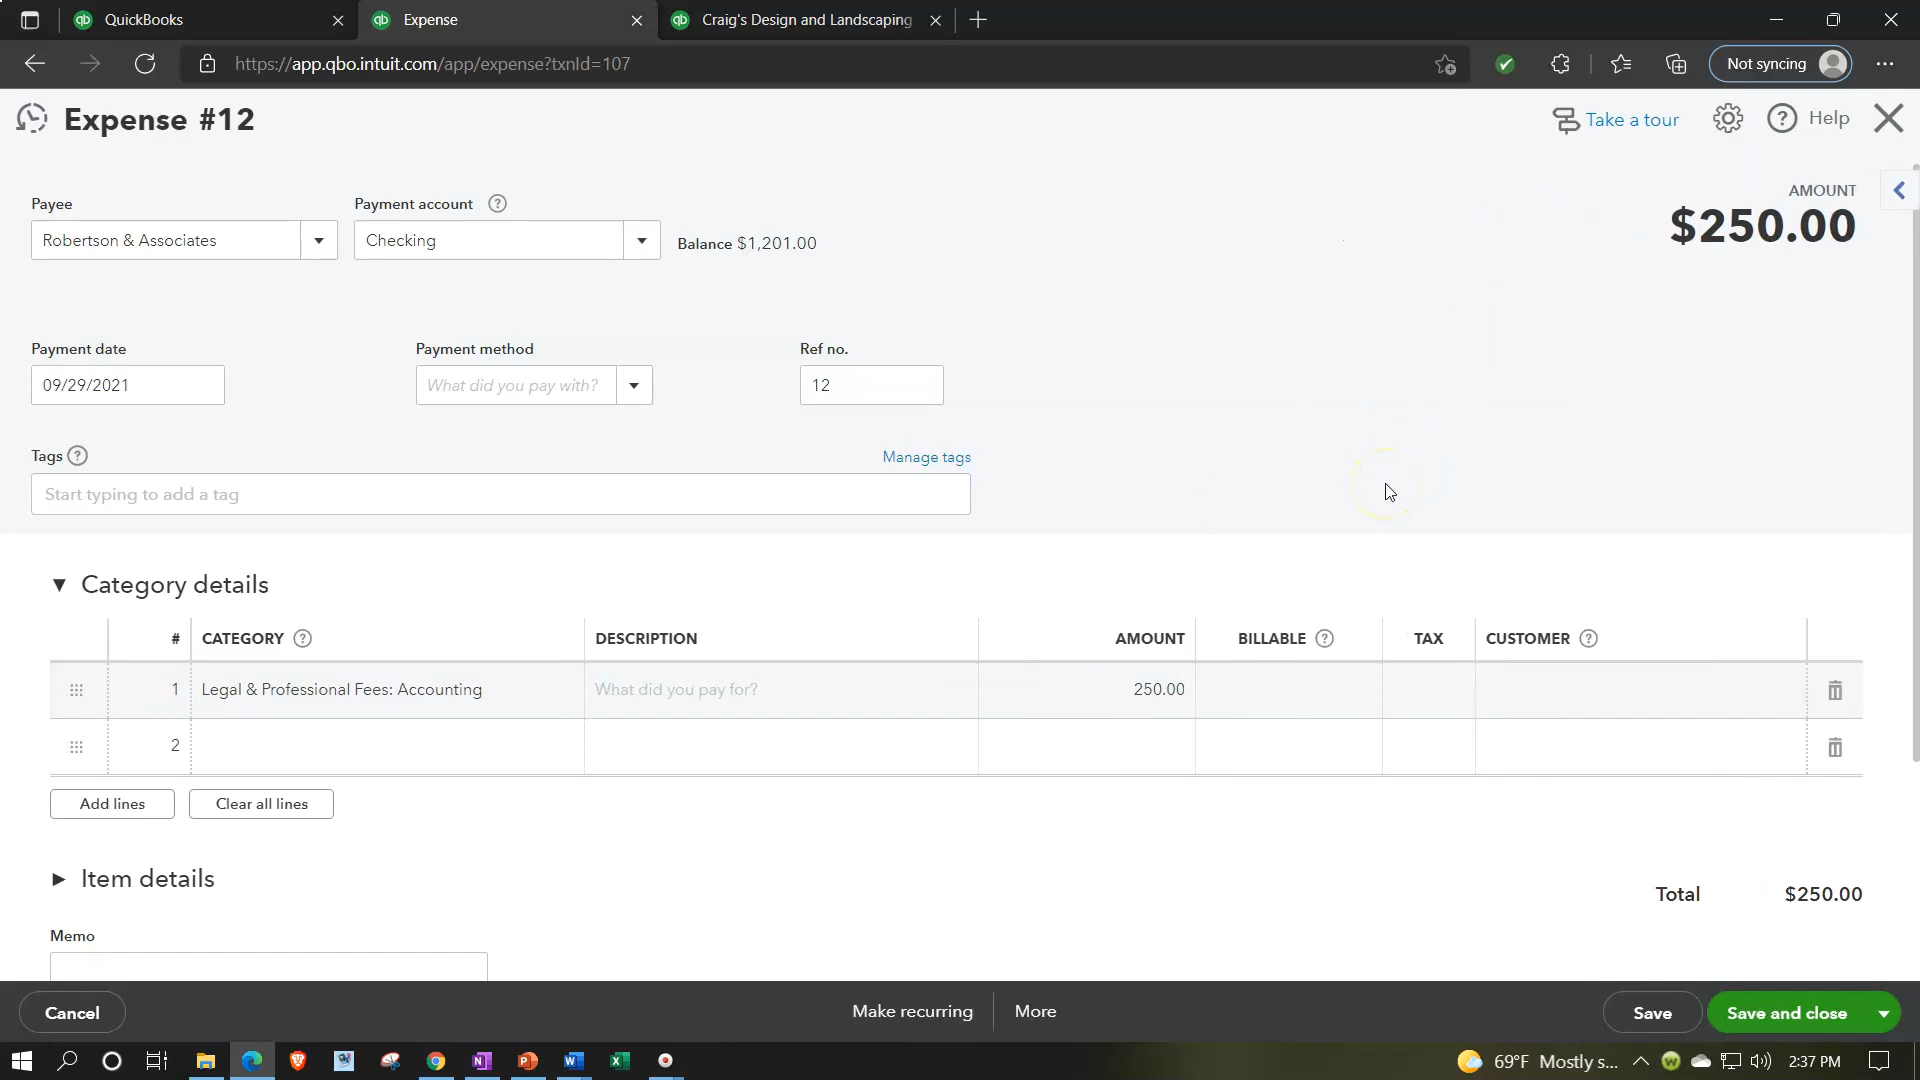 QuickBooks
Expense
Craig's Design and Landscaping
https://app.qbo.intuit.com/app/expense?txnId=107
Not syncing
Expense #12
Take a tour
Help
Payee
Payment account
AMOUNT
Robertson & Associates
Checking
Balance $1,201.00
$250.00
Payment date
Payment method
Ref no.
09/29/2021
What did you pay with?
12
Tags
Manage tags
Start typing to add a tag
Category details
# CATEGORY DESCRIPTION AMOUNT BILLABLE TAX CUSTOMER
1 Legal & Professional Fees: Accounting What did you pay for? 250.00
2
Add lines
Clear all lines
Item details
Total $250.00
Memo
Cancel
Make recurring
More
Save
Save and close
69°F Mostly s...
2:37 PM